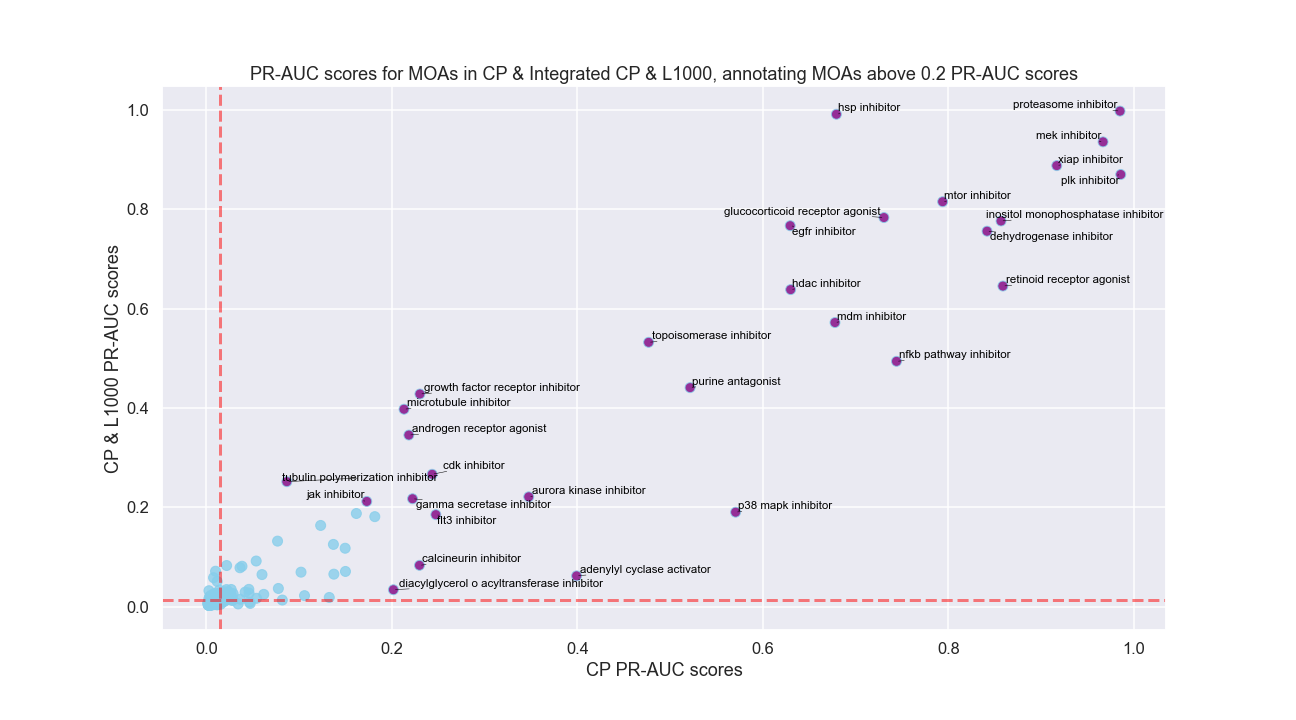 PR-AUC scores for MOAs in CP & Integrated CP & L1000, annotating MOAs above 0.2 PR-AUC scores
1.0
0.8
0.6
0.4
0.2
0.0
CP & L1000 PR-AUC scores
hsp inhibitor
proteasome inhibitor
mek inhibitor
xiap inhibitor
plk inhibitor
mtor inhibitor
glucocorticoid receptor agonist
inositol monophosphatase inhibitor
egfr inhibitor
dehydrogenase inhibitor
hdac inhibitor
retinoid receptor agonist
mdm inhibitor
topoisomerase inhibitor
nfkb pathway inhibitor
purine antagonist
growth factor receptor inhibitor
microtubule inhibitor
androgen receptor agonist
cdk inhibitor
tubulin polymerization inhibitor
jak inhibitor
aurora kinase inhibitor
gamma secretase inhibitor
p38 mapk inhibitor
flt3 inhibitor
calcineurin inhibitor
adenylyl cyclase activator
diacylglycerol o acyltransferase inhibitor
0.0
0.2
0.4
0.6
0.8
1.0
CP PR-AUC scores